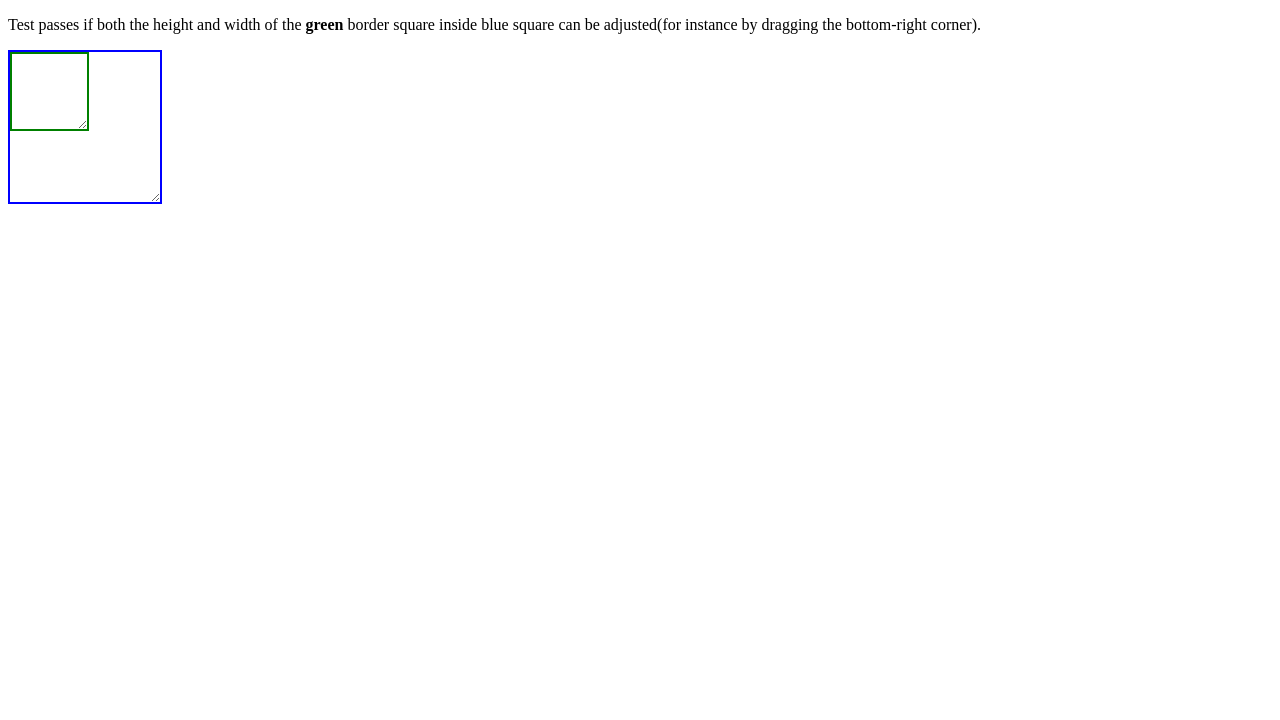 Test passes if both the height and width of the green border square inside blue square can be adjusted(for instance by dragging the bottom-right corner).